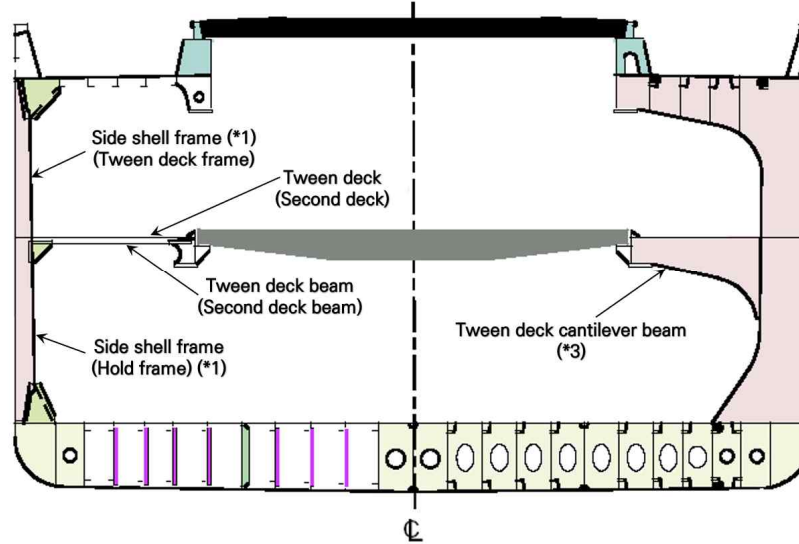 Side shell frame (*1)
(Tween deck frame)
Tween deck
(Second deck)
Tween deck beam
(Second deck beam)
Tween deck cantilever beam
(*3)
Side shell frame
(Hold frame) (*1)
℄